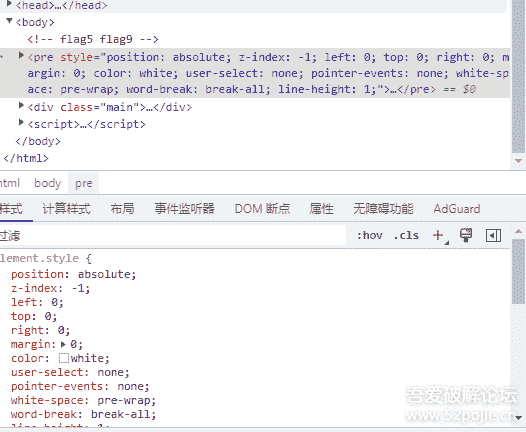 <head>…</head>
<body>
<!-- flag5 flag9 -->
<pre style="position: absolute; z-index: -1; left: 0; top: 0; right: 0; m
argin: 0; color: white; user-select: none; pointer-events: none; white-sp
ace: pre-wrap; word-break: break-all; line-height: 1;">…</pre> == $0
<div class="main">…</div>
<script>…</script>
</body>
</html>
html body pre
样式 计算样式 布局 事件监听器 DOM 断点 属性 无障碍功能 AdGuard
过滤 :hov .cls
element.style {
position: absolute;
z-index: -1;
left: 0;
top: 0;
right: 0;
margin: 0;
color: white;
user-select: none;
pointer-events: none;
white-space: pre-wrap;
word-break: break-all;
line-height: 1;
吾爱破解论坛
www.52pojie.cn